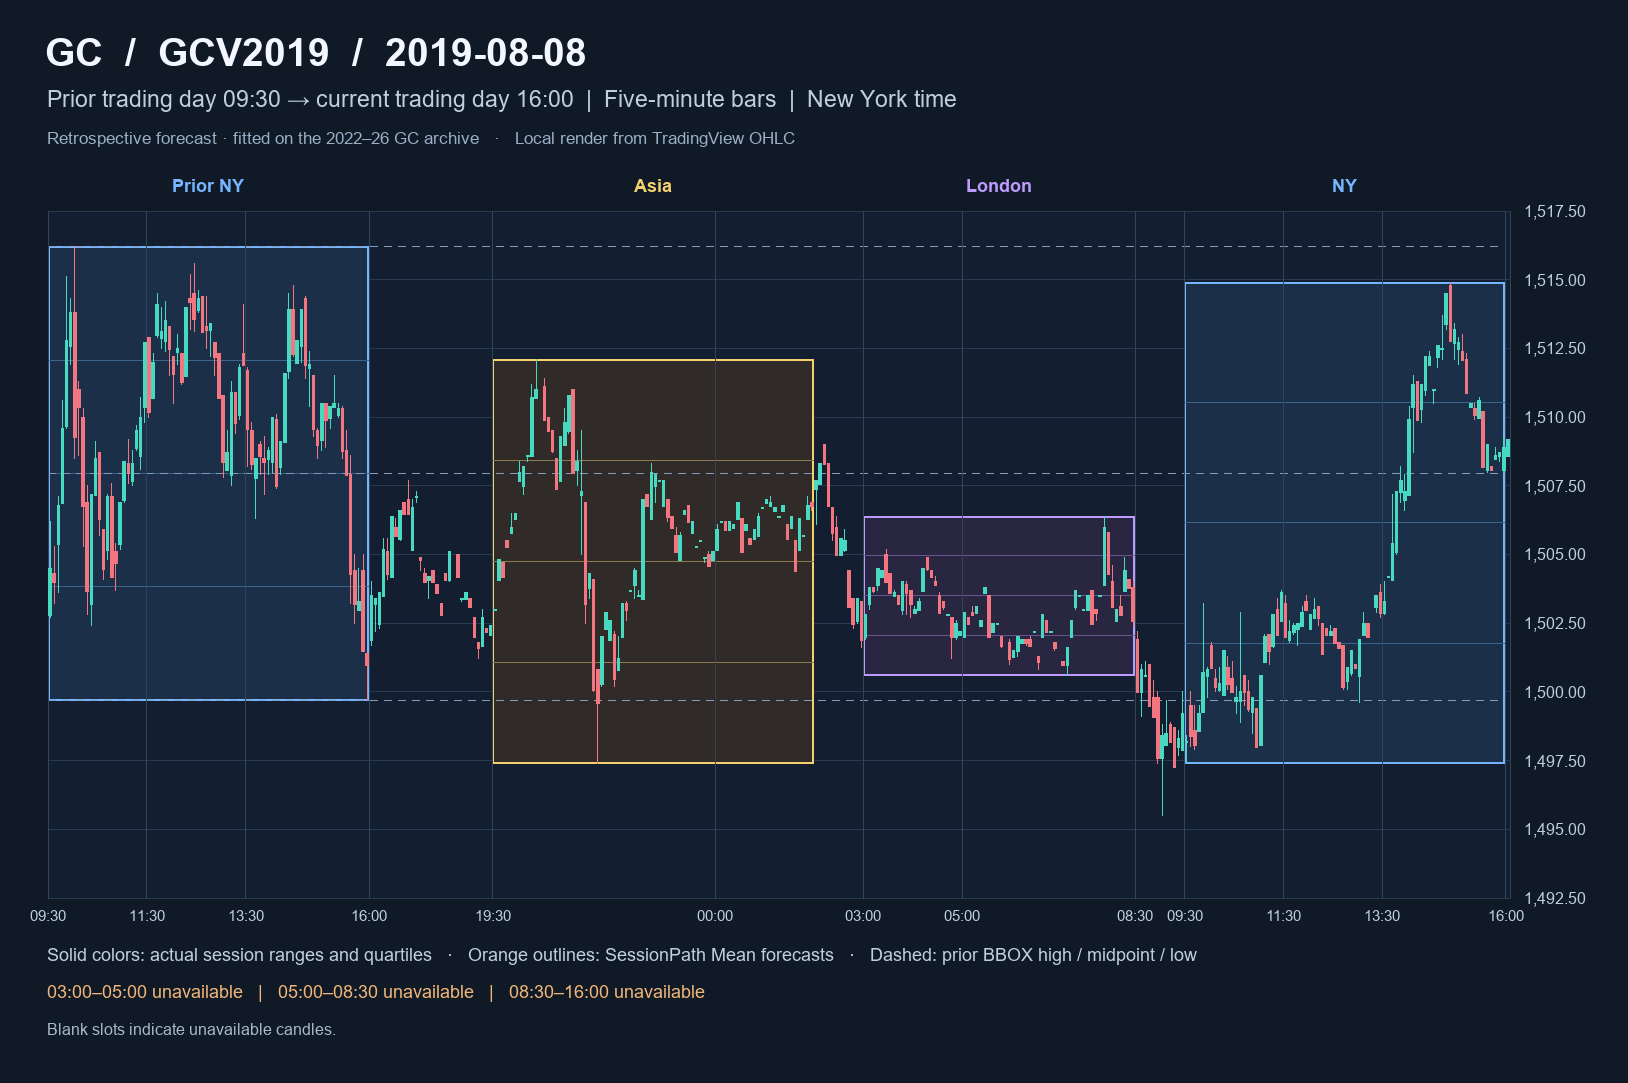 GC / GCV2019 / 2019-08-08
Prior trading day 09:30 → current trading day 16:00 | Five-minute bars | New York time
Retrospective forecast · fitted on the 2022–26 GC archive · Local render from TradingView OHLC
Prior NY Asia London NY
1,517.50
1,515.00
1,512.50
1,510.00
1,507.50
1,505.00
1,502.50
1,500.00
1,497.50
1,495.00
1,492.50
09:30 11:30 13:30 16:00 19:30 00:00 03:00 05:00 08:30 09:30 11:30 13:30 16:00
Solid colors: actual session ranges and quartiles · Orange outlines: SessionPath Mean forecasts · Dashed: prior BBOX high / midpoint / low
03:00–05:00 unavailable | 05:00–08:30 unavailable | 08:30–16:00 unavailable
Blank slots indicate unavailable candles.